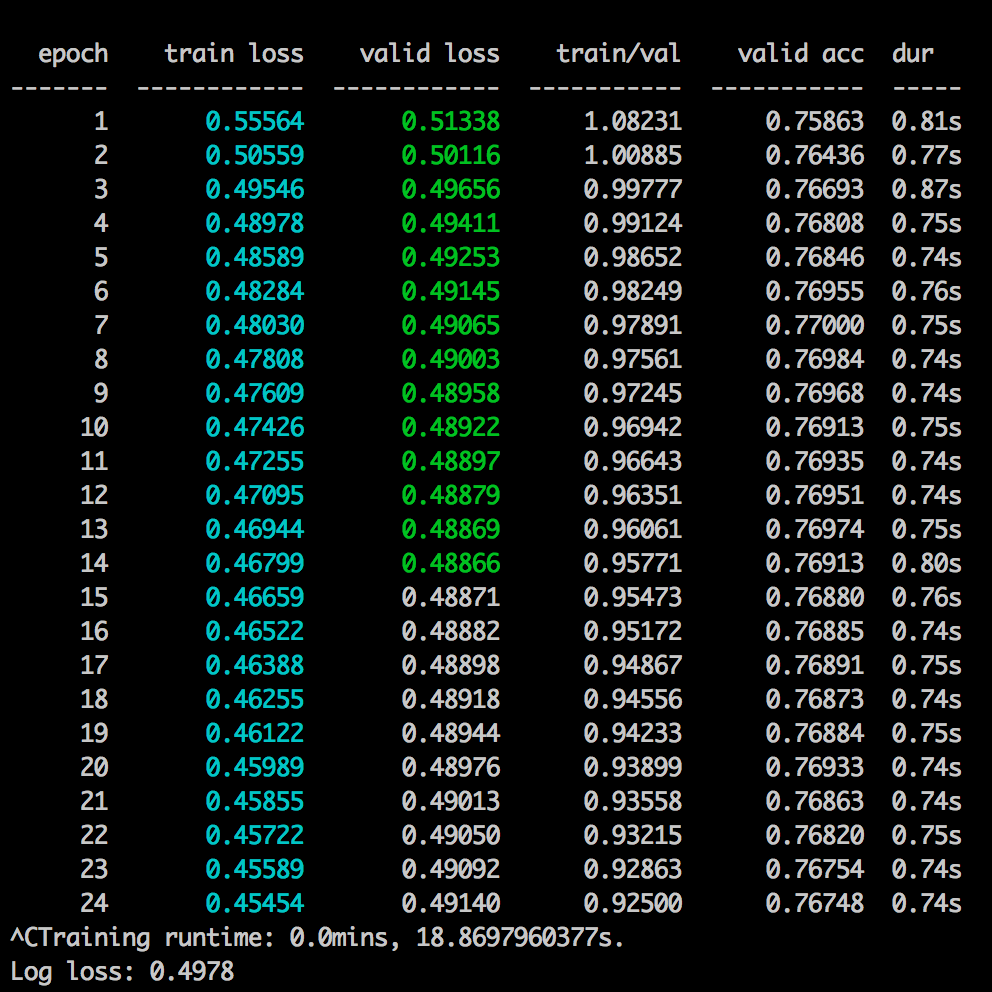 epoch train loss valid loss train/val valid acc dur
------- ------------ ------------ ----------- ----------- -----
1 0.55564 0.51338 1.08231 0.75863 0.81s
2 0.50559 0.50116 1.00885 0.76436 0.77s
3 0.49546 0.49656 0.99777 0.76693 0.87s
4 0.48978 0.49411 0.99124 0.76808 0.75s
5 0.48589 0.49253 0.98652 0.76846 0.74s
6 0.48284 0.49145 0.98249 0.76955 0.76s
7 0.48030 0.49065 0.97891 0.77000 0.75s
8 0.47808 0.49003 0.97561 0.76984 0.74s
9 0.47609 0.48958 0.97245 0.76968 0.74s
10 0.47426 0.48922 0.96942 0.76913 0.75s
11 0.47255 0.48897 0.96643 0.76935 0.74s
12 0.47095 0.48879 0.96351 0.76951 0.74s
13 0.46944 0.48869 0.96061 0.76974 0.75s
14 0.46799 0.48866 0.95771 0.76913 0.80s
15 0.46659 0.48871 0.95473 0.76880 0.76s
16 0.46522 0.48882 0.95172 0.76885 0.74s
17 0.46388 0.48898 0.94867 0.76891 0.75s
18 0.46255 0.48918 0.94556 0.76873 0.74s
19 0.46122 0.48944 0.94233 0.76884 0.75s
20 0.45989 0.48976 0.93899 0.76933 0.74s
21 0.45855 0.49013 0.93558 0.76863 0.74s
22 0.45722 0.49050 0.93215 0.76820 0.75s
23 0.45589 0.49092 0.92863 0.76754 0.74s
24 0.45454 0.49140 0.92500 0.76748 0.74s
^CTraining runtime: 0.0mins, 18.8697960377s.
Log loss: 0.4978